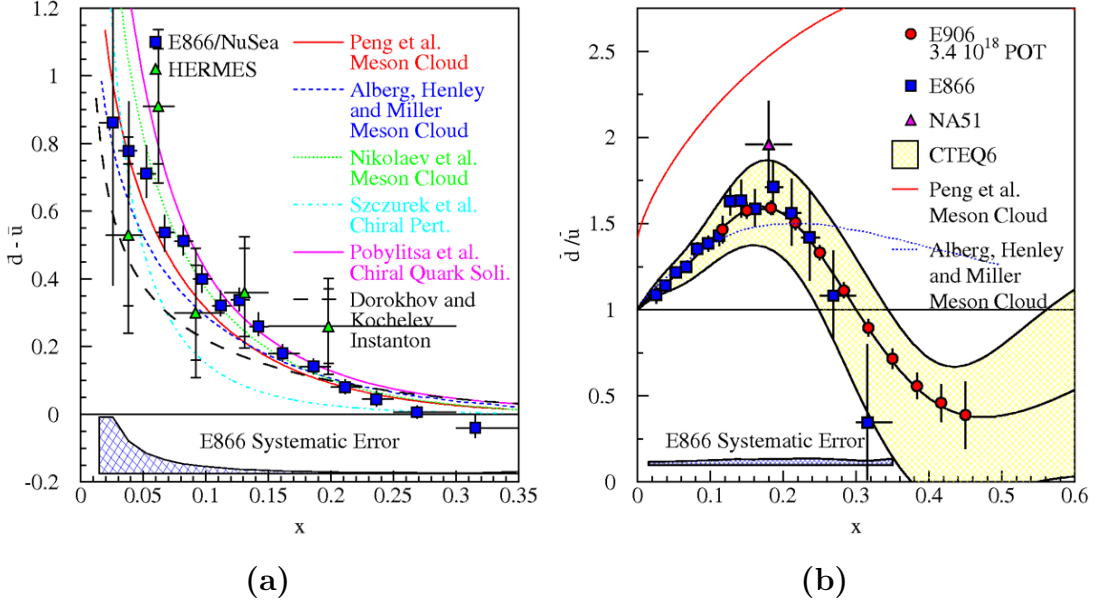 1.2
1
0.8
0.6
0.4
0.2
0
-0.2
d̄ - ū
E866/NuSea
HERMES
Peng et al.
Meson Cloud
Alberg, Henley
and Miller
Meson Cloud
Nikolaev et al.
Meson Cloud
Szczurek et al.
Chiral Pert.
Pobylitsa et al.
Chiral Quark Soli.
Dorokhov and
Kochelev
Instanton
E866 Systematic Error
0 0.05 0.1 0.15 0.2 0.25 0.3 0.35
x
(a)
2.5
2
1.5
1
0.5
0
d̄/ū
E906
3.4 10¹⁸ POT
E866
NA51
CTEQ6
Peng et al.
Meson Cloud
Alberg, Henley
and Miller
Meson Cloud
E866 Systematic Error
0 0.1 0.2 0.3 0.4 0.5 0.6
x
(b)